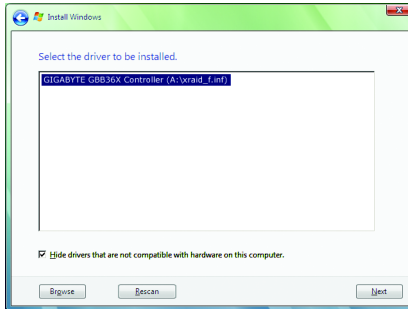 Install Windows
Select the driver to be installed.
GIGABYTE GBB36X Controller (A:\xraid_f.inf)
Hide drivers that are not compatible with hardware on this computer.
Browse
Rescan
Next